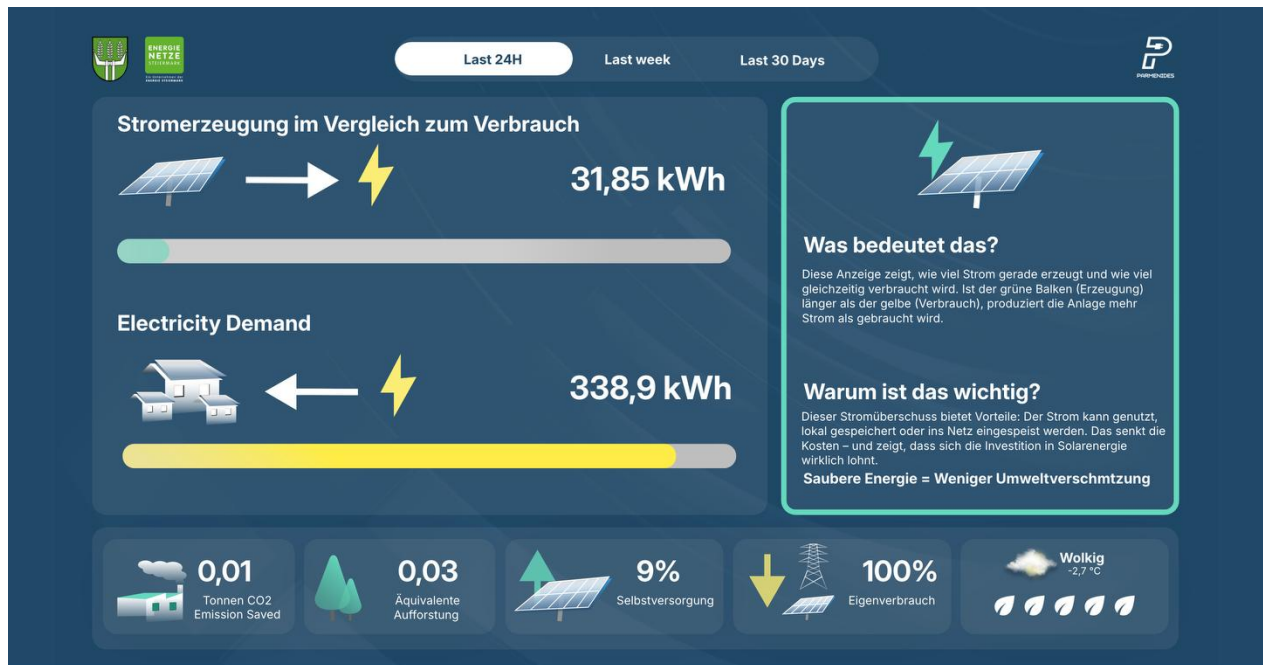 ENERGIE
NETZE
STEIERMARK
Ein Unternehmen der
ENERGIE STEIERMARK
Last 24H
Last week
Last 30 Days
PARMENIDES
Stromerzeugung im Vergleich zum Verbrauch
31,85 kWh
Electricity Demand
338,9 kWh
Was bedeutet das?
Diese Anzeige zeigt, wie viel Strom gerade erzeugt und wie viel
gleichzeitig verbraucht wird. Ist der grüne Balken (Erzeugung)
länger als der gelbe (Verbrauch), produziert die Anlage mehr
Strom als gebraucht wird.
Warum ist das wichtig?
Dieser Stromüberschuss bietet Vorteile: Der Strom kann genutzt,
lokal gespeichert oder ins Netz eingespeist werden. Das senkt die
Kosten – und zeigt, dass sich die Investition in Solarenergie
wirklich lohnt.
Saubere Energie = Weniger Umweltverschmtzung
0,01
Tonnen CO2
Emission Saved
0,03
Äquivalente
Aufforstung
9%
Selbstversorgung
100%
Eigenverbrauch
Wolkig
-2,7 °C